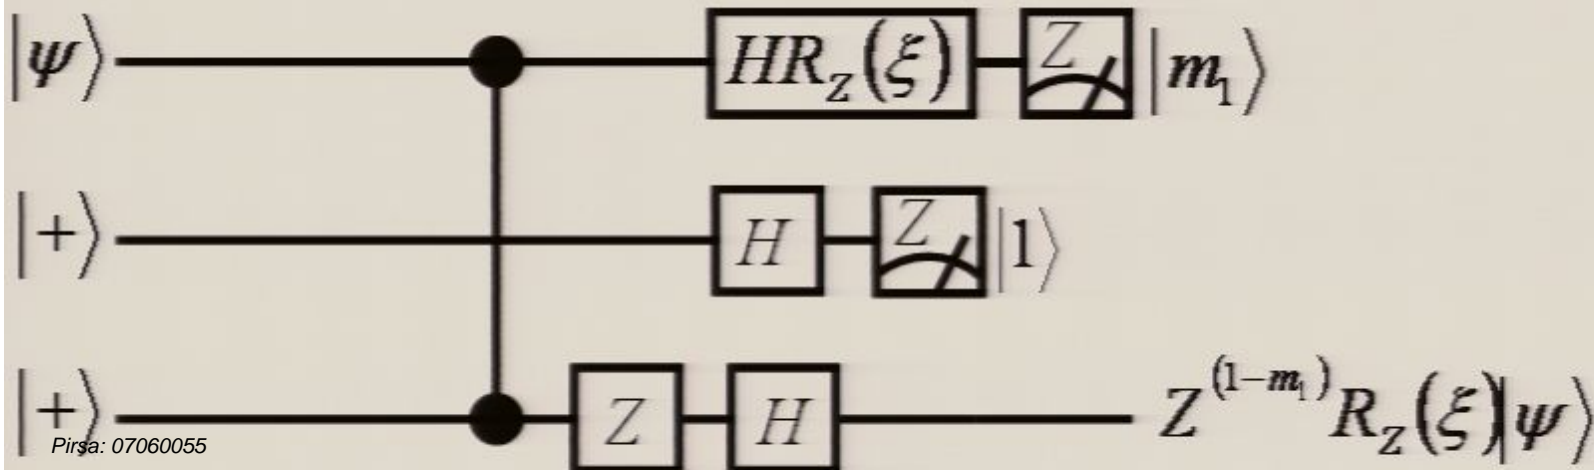 |ψ⟩ HR_z(ξ) Z |m₁⟩
|+⟩ H Z |1⟩
|+⟩ Z H Z^(1-m₁) R_z(ξ)|ψ⟩
Pirsa: 07060055